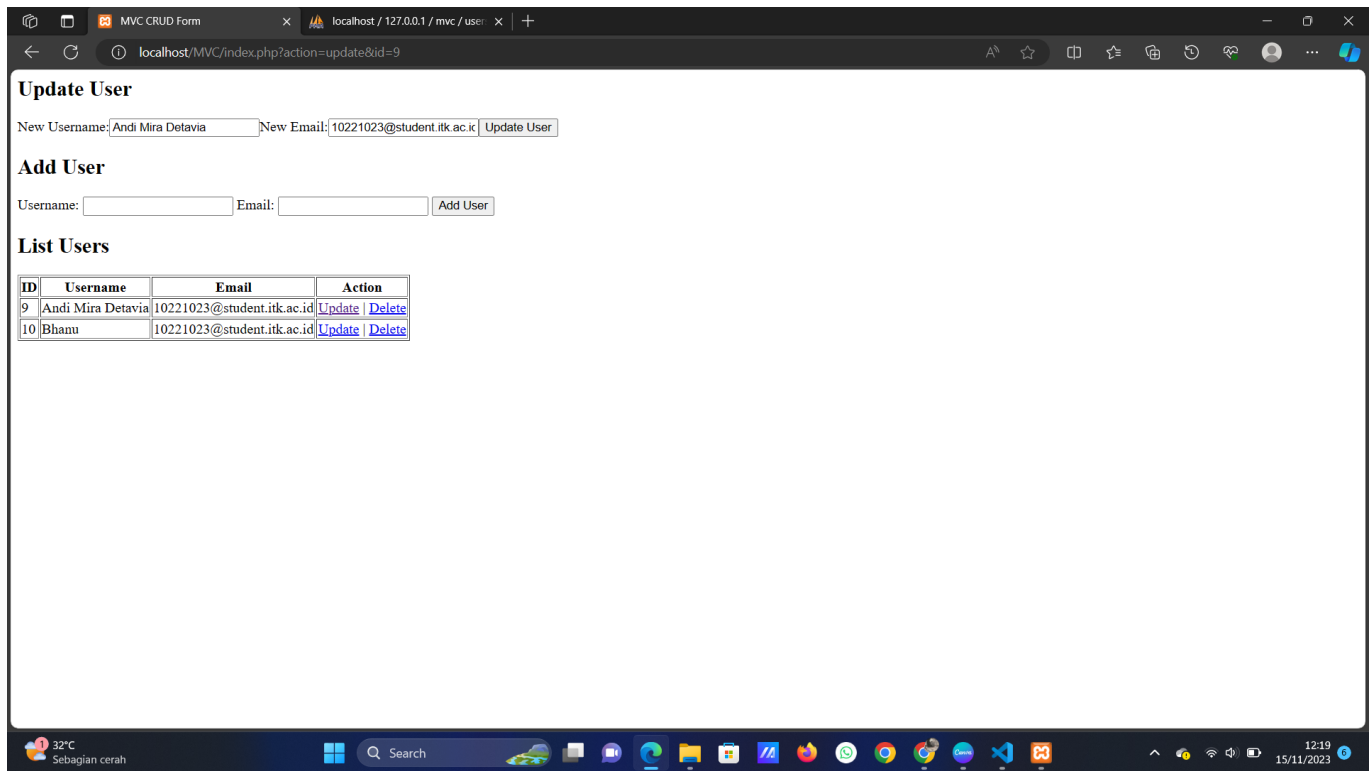 MVC CRUD Form
localhost / 127.0.0.1 / mvc / user
localhost/MVC/index.php?action=update&id=9
Update User
New Username: Andi Mira Detavia New Email: 10221023@student.itk.ac.ic Update User
Add User
Username: Email: Add User
List Users
ID Username Email Action
9 Andi Mira Detavia 10221023@student.itk.ac.id Update | Delete
10 Bhanu 10221023@student.itk.ac.id Update | Delete
1 32°C
Sebagian cerah
Search
12:19
15/11/2023 6